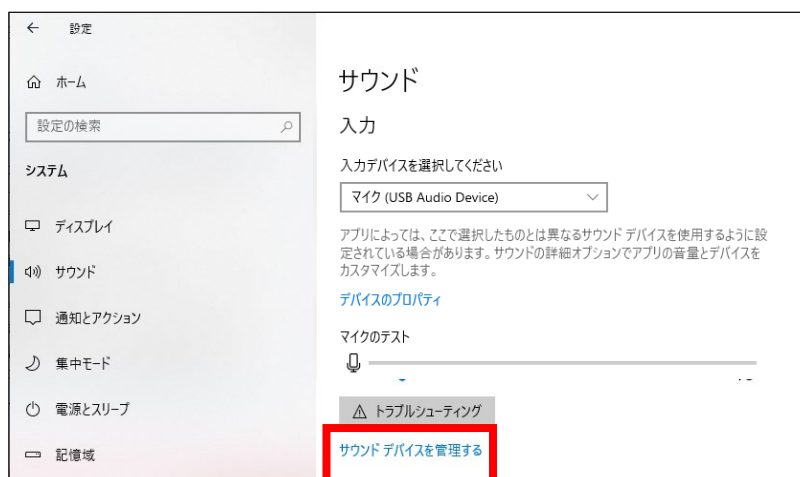 設定
ホーム
設定の検索
システム
ディスプレイ
サウンド
通知とアクション
集中モード
電源とスリープ
記憶域
サウンド
入力
入力デバイスを選択してください
マイク (USB Audio Device)
アプリによっては、ここで選択したものとは異なるサウンド デバイスを使用するように設
定されている場合があります。サウンドの詳細オプションでアプリの音量とデバイスを
カスタマイズします。
デバイスのプロパティ
マイクのテスト
トラブルシューティング
サウンド デバイスを管理する